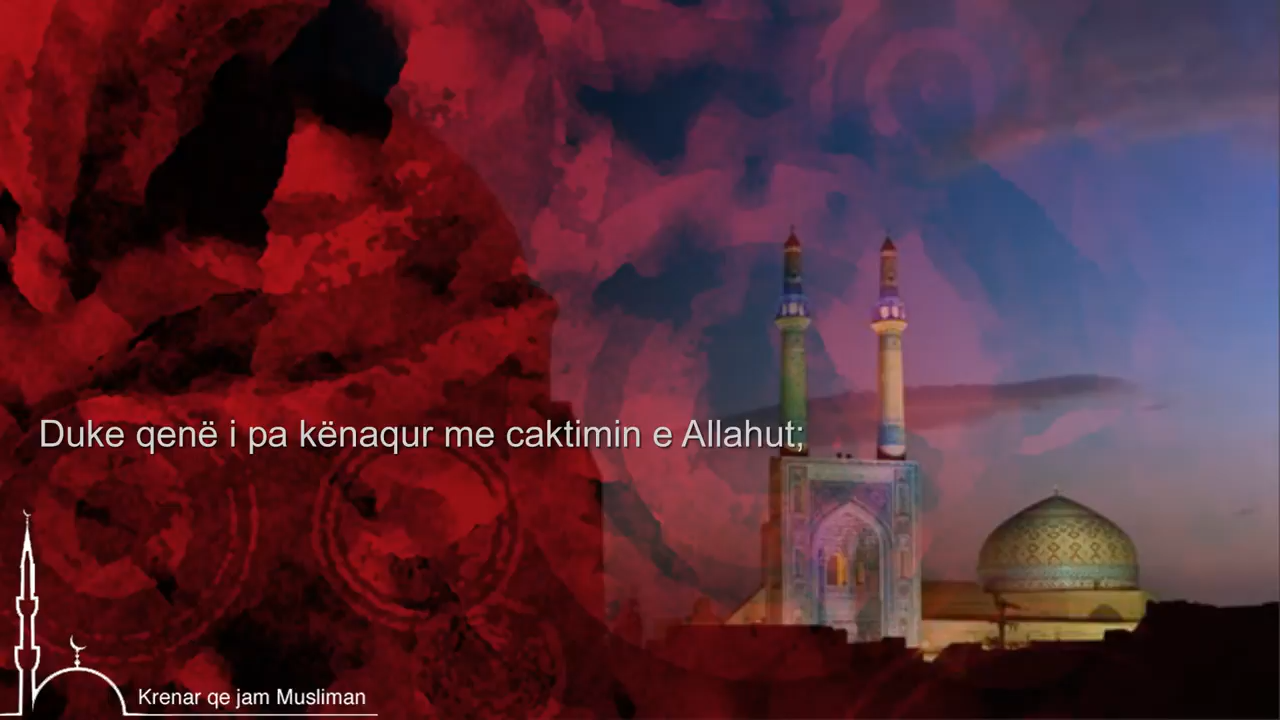 Duke qenë i pa kënaqur me caktimin e Allahut;
Krenar qe jam Musliman